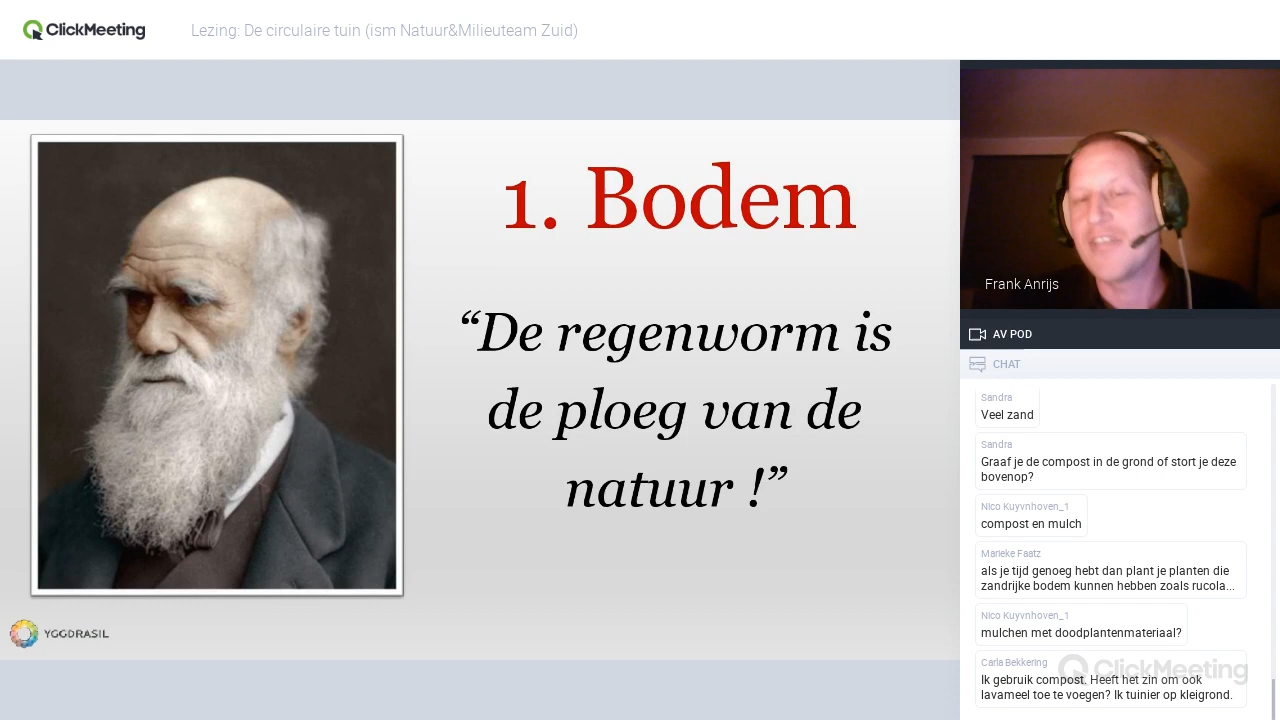 ClickMeeting
Lezing: De circulaire tuin (ism Natuur&Milieuteam Zuid)
1. Bodem
“De regenworm is
de ploeg van de
natuur !”
YGGDRASIL
Frank Anrijs
AV POD
CHAT
Sandra
Veel zand
Sandra
Graaf je de compost in de grond of stort je deze
bovenop?
Nico Kuyvnhoven_1
compost en mulch
Marieke Faatz
als je tijd genoeg hebt dan plant je planten die
zandrijke bodem kunnen hebben zoals rucola...
Nico Kuyvnhoven_1
mulchen met doodplantenmateriaal?
Carla Bekkering
Ik gebruik compost. Heeft het zin om ook
lavameel toe te voegen? Ik tuinier op kleigrond.
ClickMeeting